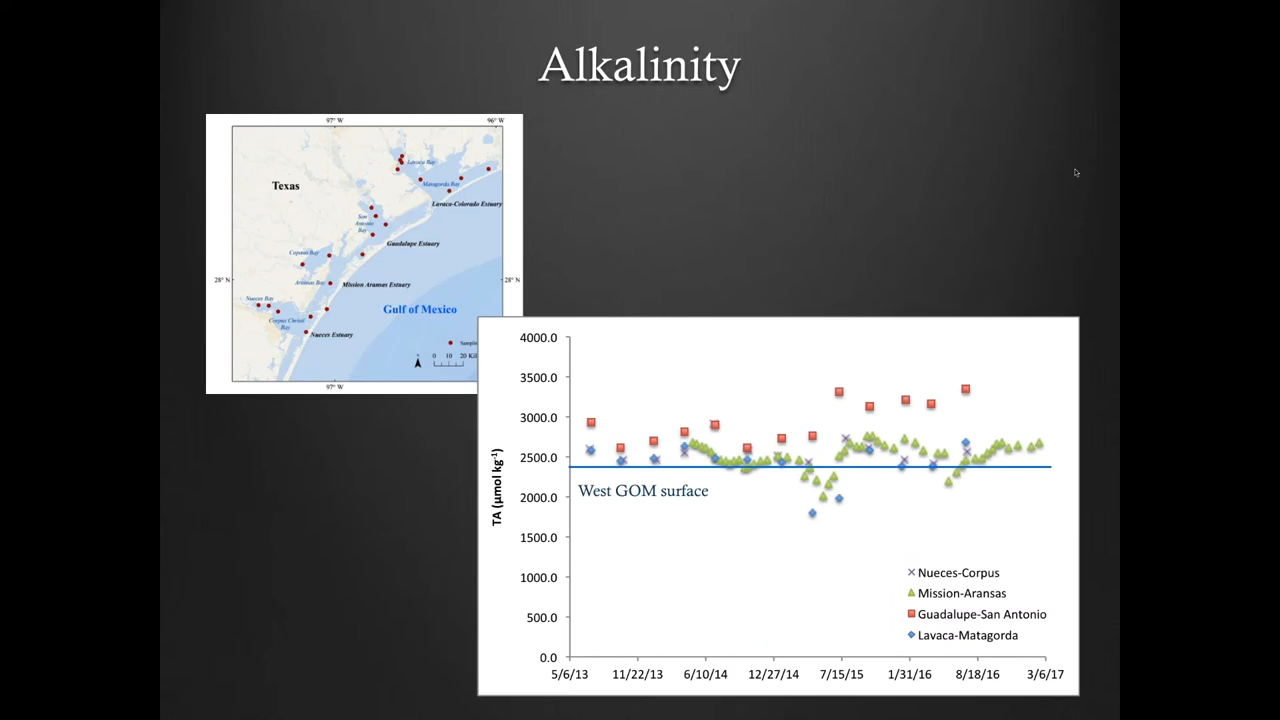 Alkalinity
97° W
96° W
Lavaca Bay
Texas
Matagorda Bay
Lavaca-Colorado Estuary
San
Antonio
Bay
Guadalupe Estuary
Copano Bay
28° N
28° N
Aransas Bay
Mission Aransas Estuary
Nueces Bay
Gulf of Mexico
Corpus Christi
Bay
Nueces Estuary
0 10 20
97° W
4000.0
3500.0
3000.0
2500.0
2000.0
1500.0
1000.0
500.0
0.0
TA (μmol kg-1)
West GOM surface
Nueces-Corpus
Mission-Aransas
Guadalupe-San Antonio
Lavaca-Matagorda
5/6/13 11/22/13 6/10/14 12/27/14 7/15/15 1/31/16 8/18/16 3/6/17